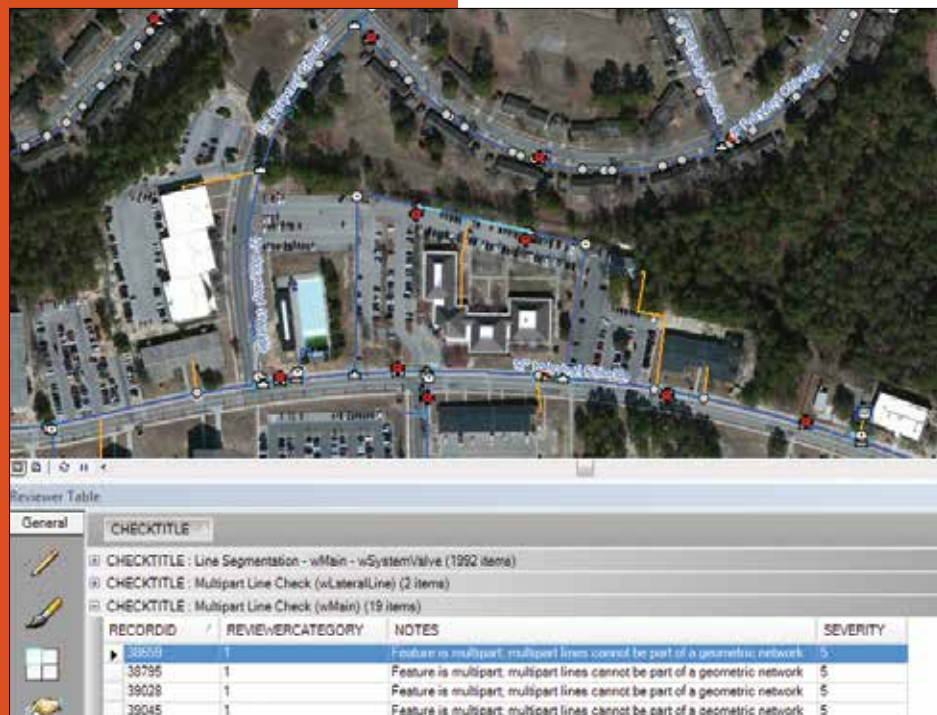 Reviewer Table
General
CHECKTITLE
CHECKTITLE : Line Segmentation - wMain - wSystemValve (1992 items)
CHECKTITLE : Multipart Line Check (wLateralLine) (2 items)
CHECKTITLE : Multipart Line Check (wMain) (19 items)
RECORDID / REVIEWERCATEGORY NOTES SEVERITY
38659 1 Feature is multipart; multipart lines cannot be part of a geometric network 5
38795 1 Feature is multipart; multipart lines cannot be part of a geometric network 5
39028 1 Feature is multipart; multipart lines cannot be part of a geometric network 5
39045 1 Feature is multipart; multipart lines cannot be part of a geometric network 5